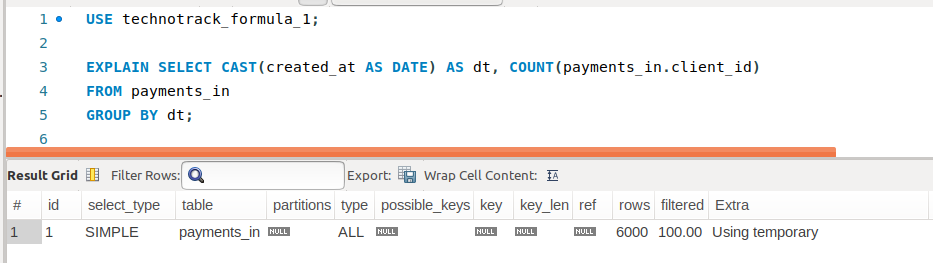 1 USE technotrack_formula_1;
2
3 EXPLAIN SELECT CAST(created_at AS DATE) AS dt, COUNT(payments_in.client_id)
4 FROM payments_in
5 GROUP BY dt;
6
Result Grid Filter Rows: Export: Wrap Cell Content: IA
# id select_type table partitions type possible_keys key key_len ref rows filtered Extra
1 1 SIMPLE payments_in NULL ALL NULL NULL NULL NULL 6000 100.00 Using temporary